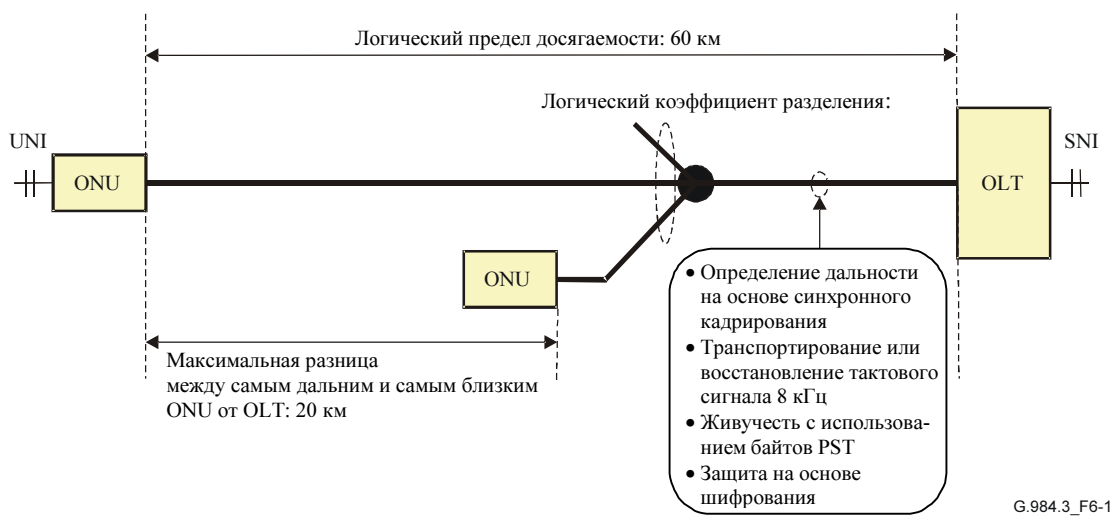 Логический предел досягаемости: 60 км
Логический коэффициент разделения:
UNI
SNI
ONU
OLT
ONU
• Определение дальности
на основе синхронного
кадрирования
• Транспортирование или
восстановление тактового
сигнала 8 кГц
• Живучесть с использова-
нием байтов PST
• Защита на основе
шифрования
Максимальная разница
между самым дальним и самым близким
ONU от OLT: 20 км
G.984.3_F6-1